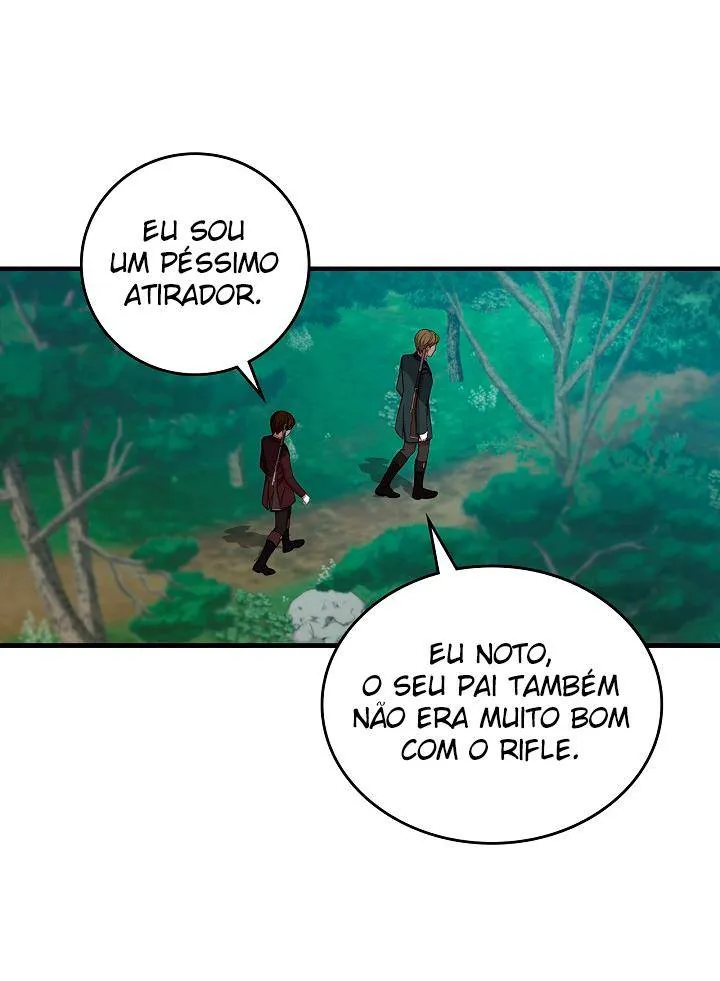 EU SOU
UM PÉSSIMO
ATIRADOR.
EU NOTO,
O SEU PAI TAMBÉM
NÃO ERA MUITO BOM
COM O RIFLE.